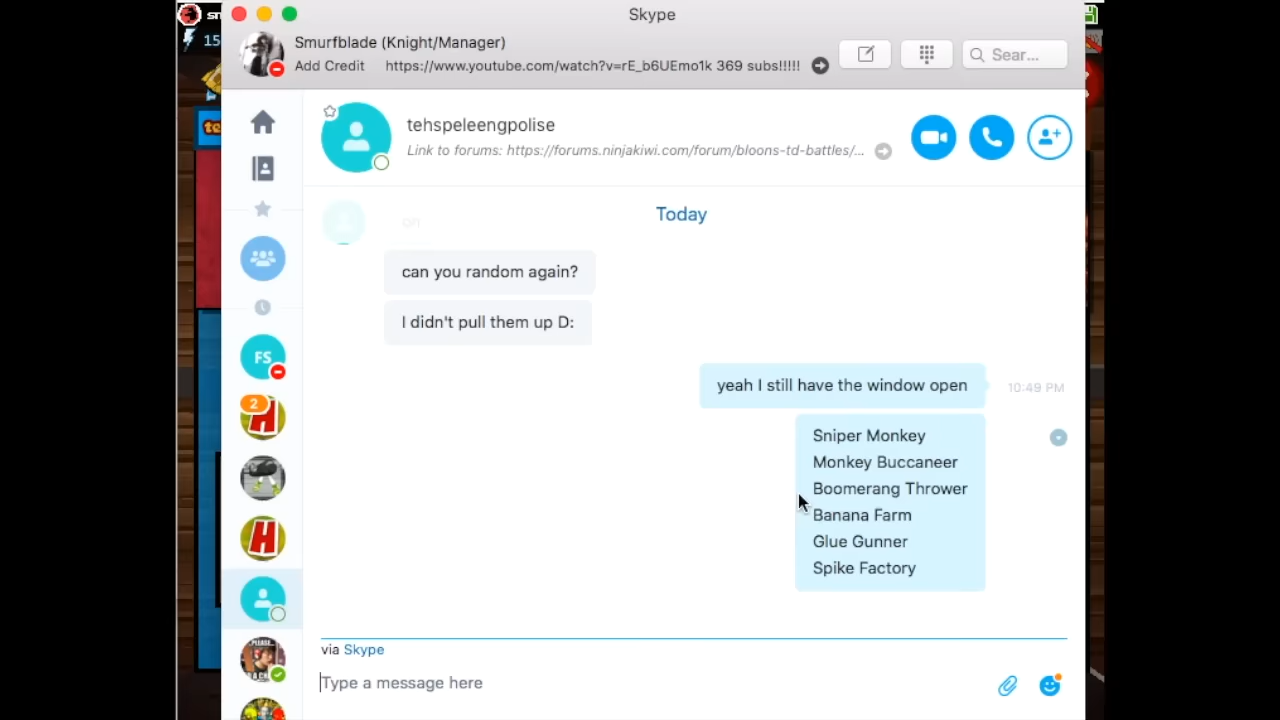 Skype
Smurfblade (Knight/Manager)
Add Credit https://www.youtube.com/watch?v=rE_b6UEmo1k 369 subs!!!!!
Sear...
15
tehspeleengpolise
Link to forums: https://forums.ninjakiwi.com/forum/bloons-td-battles/...
Today
on
can you random again?
I didn't pull them up D:
yeah I still have the window open
10:49 PM
FS
2
H
Sniper Monkey
Monkey Buccaneer
Boomerang Thrower
Banana Farm
Glue Gunner
Spike Factory
H
via Skype
Type a message here